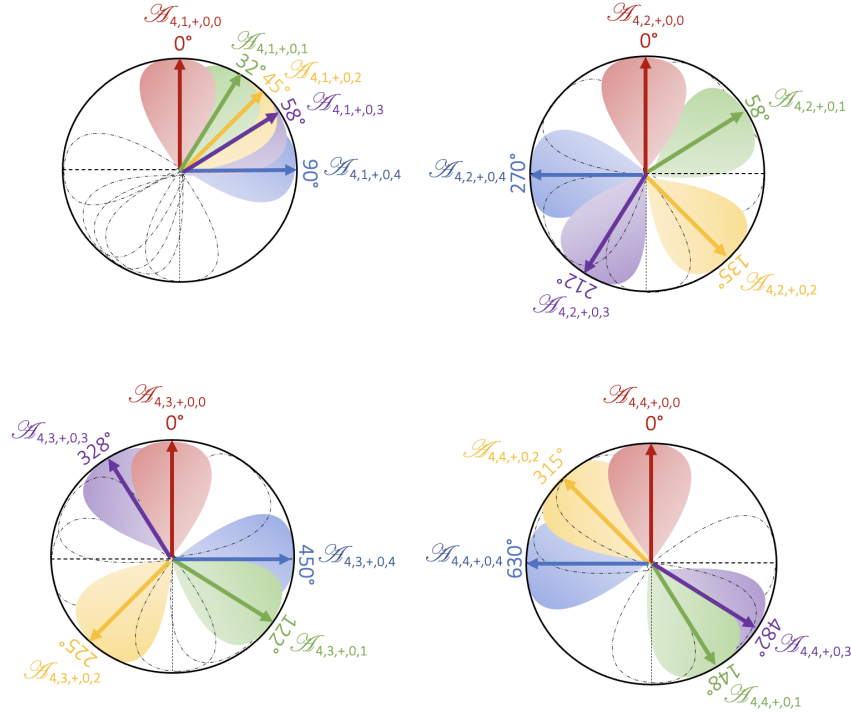 𝒜4,1,+,0,0
0°
𝒜4,1,+,0,1
32°
𝒜4,1,+,0,2
45°
𝒜4,1,+,0,3
58°
90°
𝒜4,1,+,0,4
𝒜4,2,+,0,0
0°
58°
𝒜4,2,+,0,1
𝒜4,2,+,0,4
270°
135°
𝒜4,2,+,0,2
212°
𝒜4,2,+,0,3
𝒜4,3,+,0,0
0°
𝒜4,3,+,0,3
328°
450°
𝒜4,3,+,0,4
122°
𝒜4,3,+,0,1
225°
𝒜4,3,+,0,2
𝒜4,4,+,0,0
0°
𝒜4,4,+,0,2
315°
𝒜4,4,+,0,4
630°
482°
𝒜4,4,+,0,3
148°
𝒜4,4,+,0,1